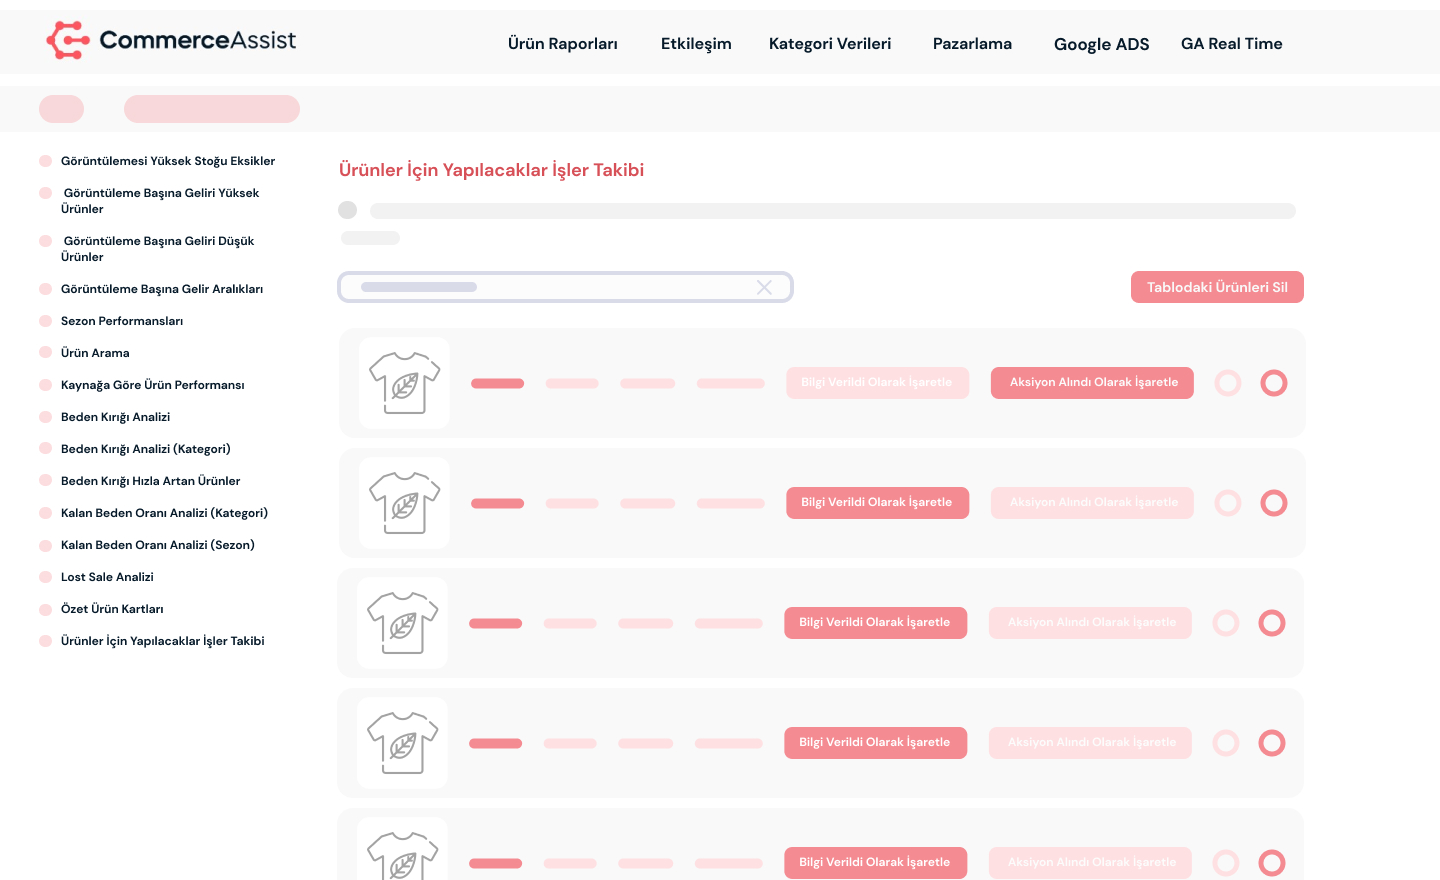 CommerceAssist
Ürün Raporları
Etkileşim
Kategori Verileri
Pazarlama
Google ADS
GA Real Time
Görüntülemesi Yüksek Stoğu Eksikler
Görüntüleme Başına Geliri Yüksek
Ürünler
Görüntüleme Başına Geliri Düşük
Ürünler
Görüntüleme Başına Gelir Aralıkları
Sezon Performansları
Ürün Arama
Kaynağa Göre Ürün Performansı
Beden Kırığı Analizi
Beden Kırığı Analizi (Kategori)
Beden Kırığı Hızla Artan Ürünler
Kalan Beden Oranı Analizi (Kategori)
Kalan Beden Oranı Analizi (Sezon)
Lost Sale Analizi
Özet Ürün Kartları
Ürünler İçin Yapılacaklar İşler Takibi
Ürünler İçin Yapılacaklar İşler Takibi
Tablodaki Ürünleri Sil
Bilgi Verildi Olarak İşaretle
Aksiyon Alındı Olarak İşaretle
Bilgi Verildi Olarak İşaretle
Aksiyon Alındı Olarak İşaretle
Bilgi Verildi Olarak İşaretle
Aksiyon Alındı Olarak İşaretle
Bilgi Verildi Olarak İşaretle
Aksiyon Alındı Olarak İşaretle
Bilgi Verildi Olarak İşaretle
Aksiyon Alındı Olarak İşaretle